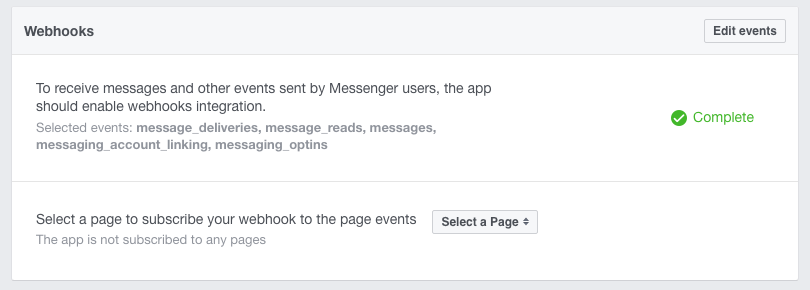 Webhooks
Edit events
To receive messages and other events sent by Messenger users, the app
should enable webhooks integration.
Selected events: message_deliveries, message_reads, messages,
messaging_account_linking, messaging_optins
Complete
Select a page to subscribe your webhook to the page events
Select a Page
The app is not subscribed to any pages